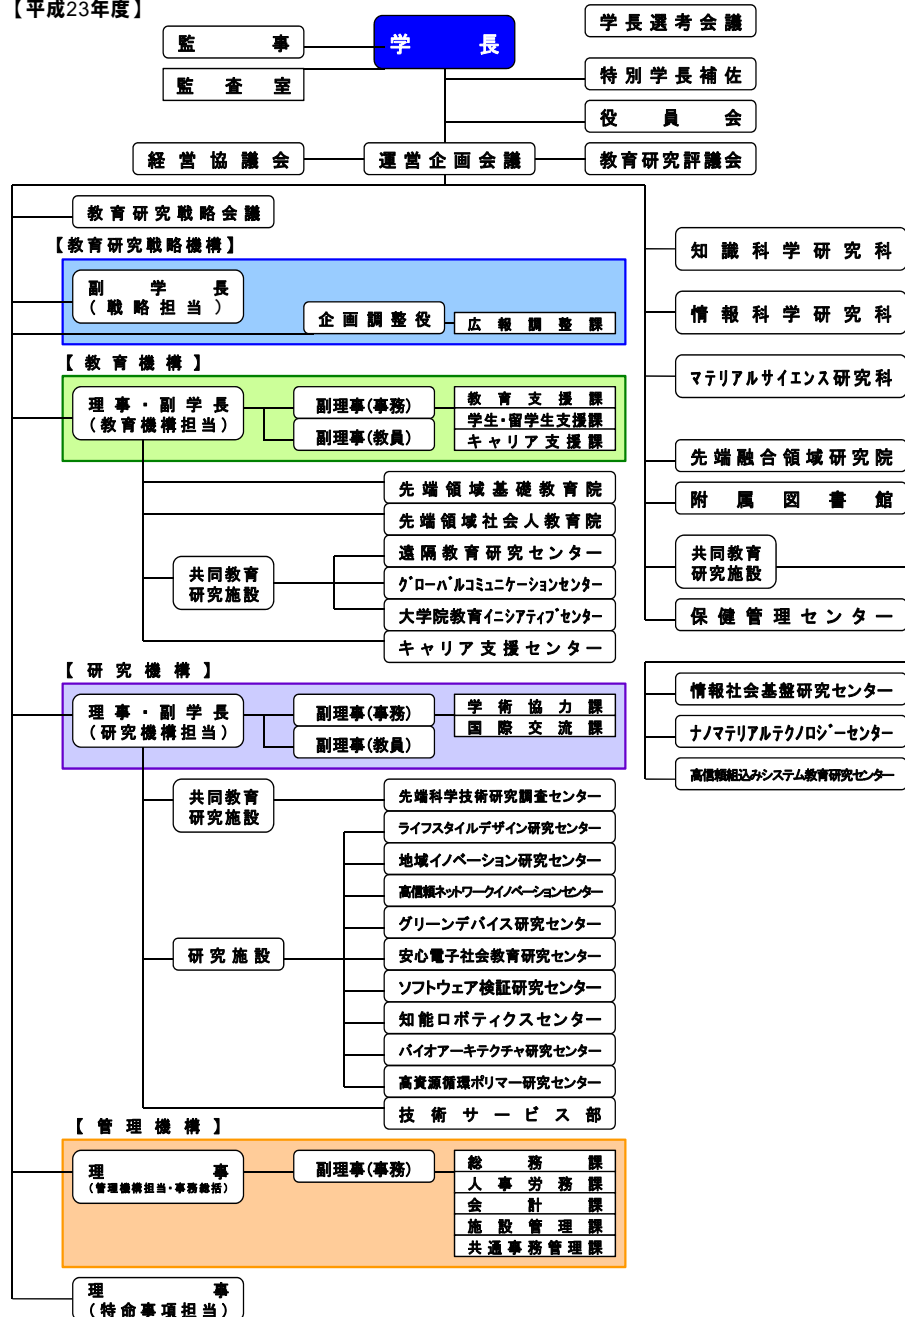 【平成23年度】
学長選考会議
監事
学長
特別学長補佐
監査室
役員会
経営協議会
運営企画会議
教育研究評議会
教育研究戦略会議
【教育研究戦略機構】
副学長
(戦略担当)
企画調整役
広報調整課
【教育機構】
理事・副学長
(教育機構担当)
副理事(事務)
副理事(教員)
教育支援課
学生・留学生支援課
キャリア支援課
先端領域基礎教育院
先端領域社会人教育院
共同教育
研究施設
遠隔教育研究センター
グローバルコミュニケーションセンター
大学院教育イニシアティブセンター
キャリア支援センター
【研究機構】
理事・副学長
(研究機構担当)
副理事(事務)
副理事(教員)
学術協力課
国際交流課
共同教育
研究施設
先端科学技術研究調査センター
研究施設
ライフスタイルデザイン研究センター
地域イノベーション研究センター
高信頼ネットワークイノベーションセンター
グリーンデバイス研究センター
安心電子社会教育研究センター
ソフトウェア検証研究センター
知能ロボティクスセンター
バイオアーキテクチャ研究センター
高資源循環ポリマー研究センター
技術サービス部
【管理機構】
理事
(管理機構担当・事務総括)
副理事(事務)
総務課
人事労務課
会計課
施設管理課
共通事務管理課
理事
(特命事項担当)
知識科学研究科
情報科学研究科
マテリアルサイエンス研究科
先端融合領域研究院
附属図書館
共同教育
研究施設
保健管理センター
情報社会基盤研究センター
ナノマテリアルテクノロジーセンター
高信頼組込みシステム教育研究センター